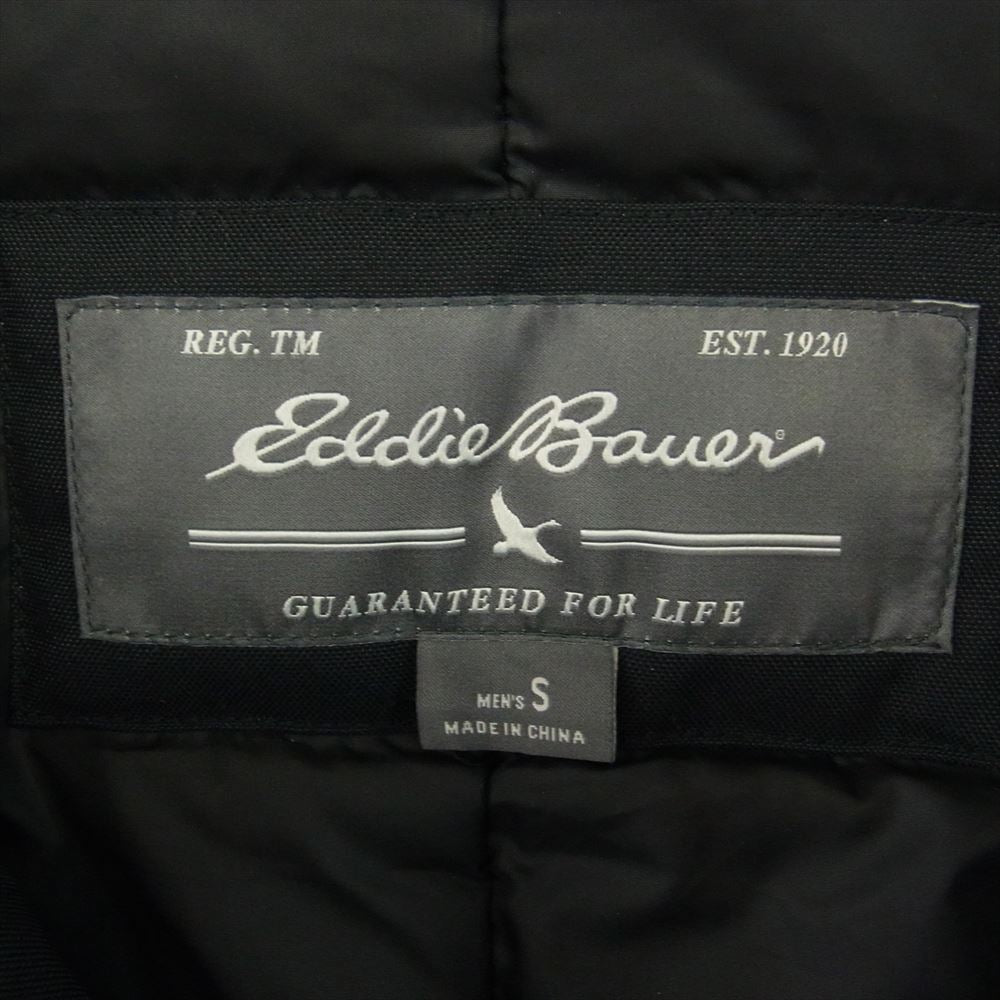 REG. TM EST. 1920
Eddie Bauer®
GUARANTEED FOR LIFE
MEN'S S
MADE IN CHINA